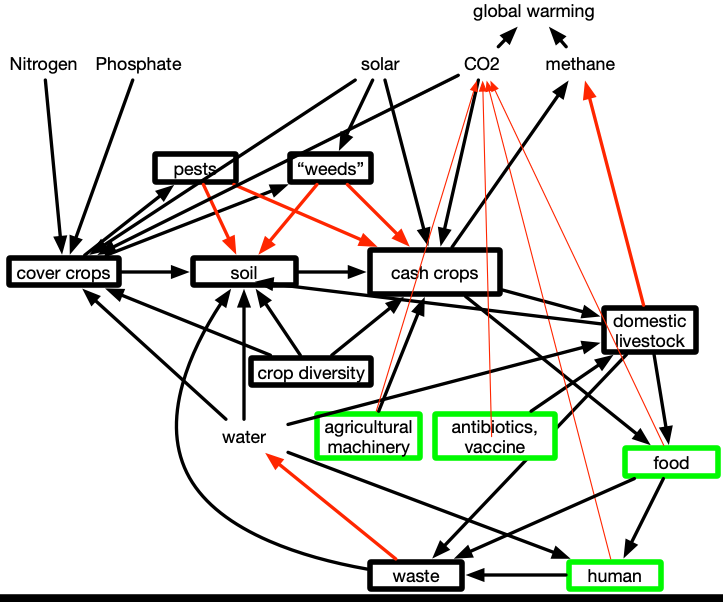 global warming
Nitrogen
Phosphate
solar
CO2
methane
pests
“weeds”
cover crops
soil
cash crops
domestic
livestock
crop diversity
water
agricultural
machinery
antibiotics,
vaccine
food
waste
human